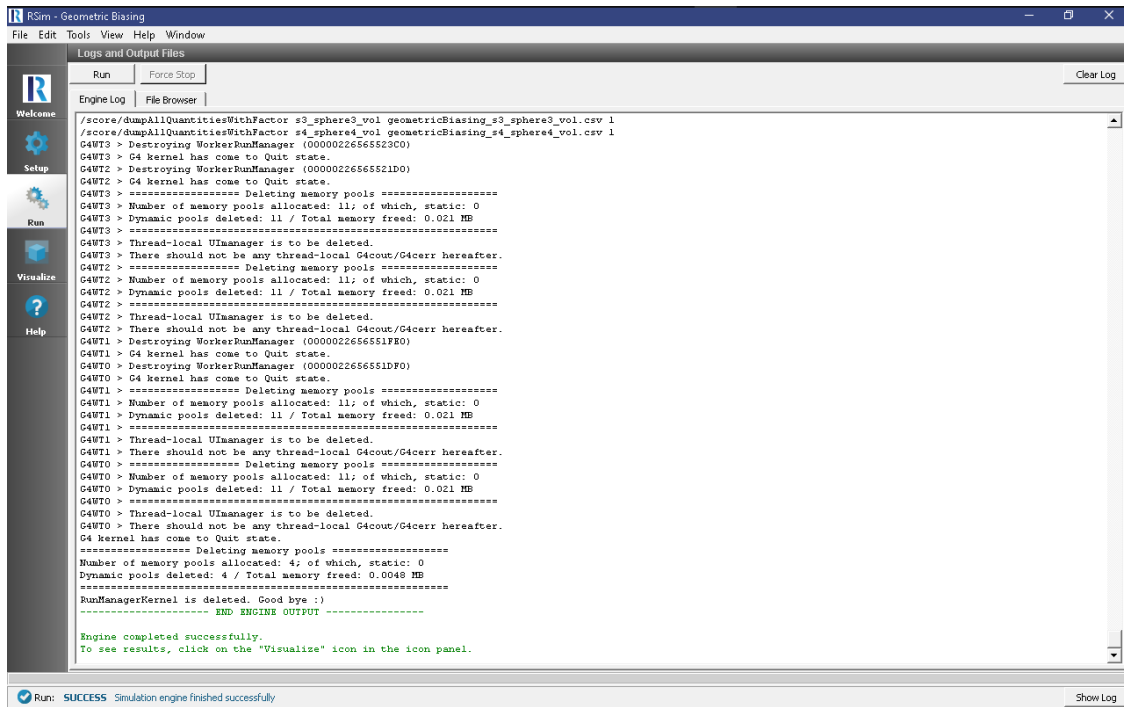 RSim - Geometric Biasing
File Edit Tools View Help Window
Logs and Output Files
Run Force Stop Clear Log
Engine Log File Browser
Welcome
Setup
Run
Visualize
Help
/score/dumpAllQuantitiesWithFactor s3_sphere3_vol geometricBiasing_s3_sphere3_vol.csv 1
/score/dumpAllQuantitiesWithFactor s4_sphere4_vol geometricBiasing_s4_sphere4_vol.csv 1
G4WT3 > Destroying WorkerRunManager (00000226565523C0)
G4WT3 > G4 kernel has come to Quit state.
G4WT2 > Destroying WorkerRunManager (00000226565521D0)
G4WT2 > G4 kernel has come to Quit state.
G4WT3 > ================== Deleting memory pools ===================
G4WT3 > Number of memory pools allocated: 11; of which, static: 0
G4WT3 > Dynamic pools deleted: 11 / Total memory freed: 0.021 MB
G4WT3 > ============================================================
G4WT3 > Thread-local UImanager is to be deleted.
G4WT3 > There should not be any thread-local G4cout/G4cerr hereafter.
G4WT2 > ================== Deleting memory pools ===================
G4WT2 > Number of memory pools allocated: 11; of which, static: 0
G4WT2 > Dynamic pools deleted: 11 / Total memory freed: 0.021 MB
G4WT2 > ============================================================
G4WT2 > Thread-local UImanager is to be deleted.
G4WT2 > There should not be any thread-local G4cout/G4cerr hereafter.
G4WT1 > Destroying WorkerRunManager (0000022656551FE0)
G4WT1 > G4 kernel has come to Quit state.
G4WT0 > Destroying WorkerRunManager (0000022656551DF0)
G4WT0 > G4 kernel has come to Quit state.
G4WT1 > ================== Deleting memory pools ===================
G4WT1 > Number of memory pools allocated: 11; of which, static: 0
G4WT1 > Dynamic pools deleted: 11 / Total memory freed: 0.021 MB
G4WT1 > ============================================================
G4WT1 > Thread-local UImanager is to be deleted.
G4WT1 > There should not be any thread-local G4cout/G4cerr hereafter.
G4WT0 > ================== Deleting memory pools ===================
G4WT0 > Number of memory pools allocated: 11; of which, static: 0
G4WT0 > Dynamic pools deleted: 11 / Total memory freed: 0.021 MB
G4WT0 > ============================================================
G4WT0 > Thread-local UImanager is to be deleted.
G4WT0 > There should not be any thread-local G4cout/G4cerr hereafter.
G4 kernel has come to Quit state.
================== Deleting memory pools ===================
Number of memory pools allocated: 4; of which, static: 0
Dynamic pools deleted: 4 / Total memory freed: 0.0048 MB
============================================================
RunManagerKernel is deleted. Good bye :)
--------------------- END ENGINE OUTPUT ----------------
Engine completed successfully.
To see results, click on the "Visualize" icon in the icon panel.
Run: SUCCESS Simulation engine finished successfully Show Log